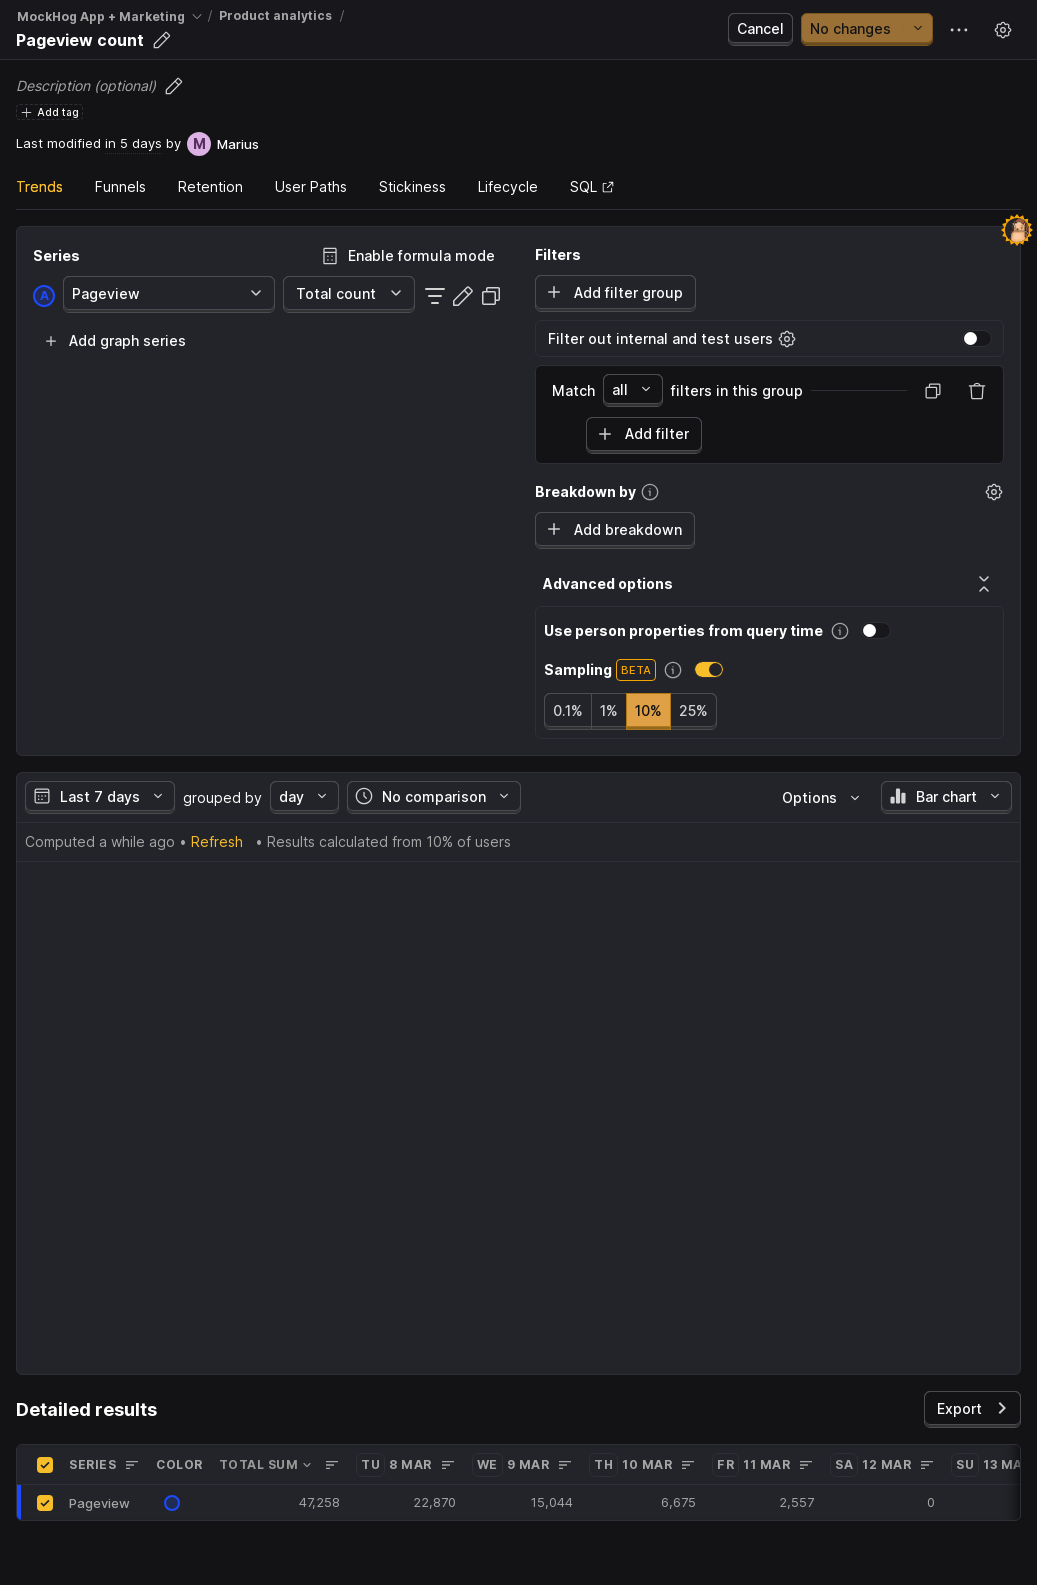 MockHog App + Marketing / Product analytics /
Pageview count
Cancel
No changes
Description (optional)
Add tag
Last modified in 5 days by M Marius
Trends Funnels Retention User Paths Stickiness Lifecycle SQL
Series
Enable formula mode
A Pageview Total count
Add graph series
Filters
Add filter group
Filter out internal and test users
Match all filters in this group
Add filter
Breakdown by
Add breakdown
Advanced options
Use person properties from query time
Sampling BETA
0.1% 1% 10% 25%
Last 7 days grouped by day No comparison Options Bar chart
Computed a while ago • Refresh • Results calculated from 10% of users
Detailed results
Export
SERIES COLOR TOTAL SUM TU 8 MAR WE 9 MAR TH 10 MAR FR 11 MAR SA 12 MAR SU 13 MA
Pageview 47,258 22,870 15,044 6,675 2,557 0